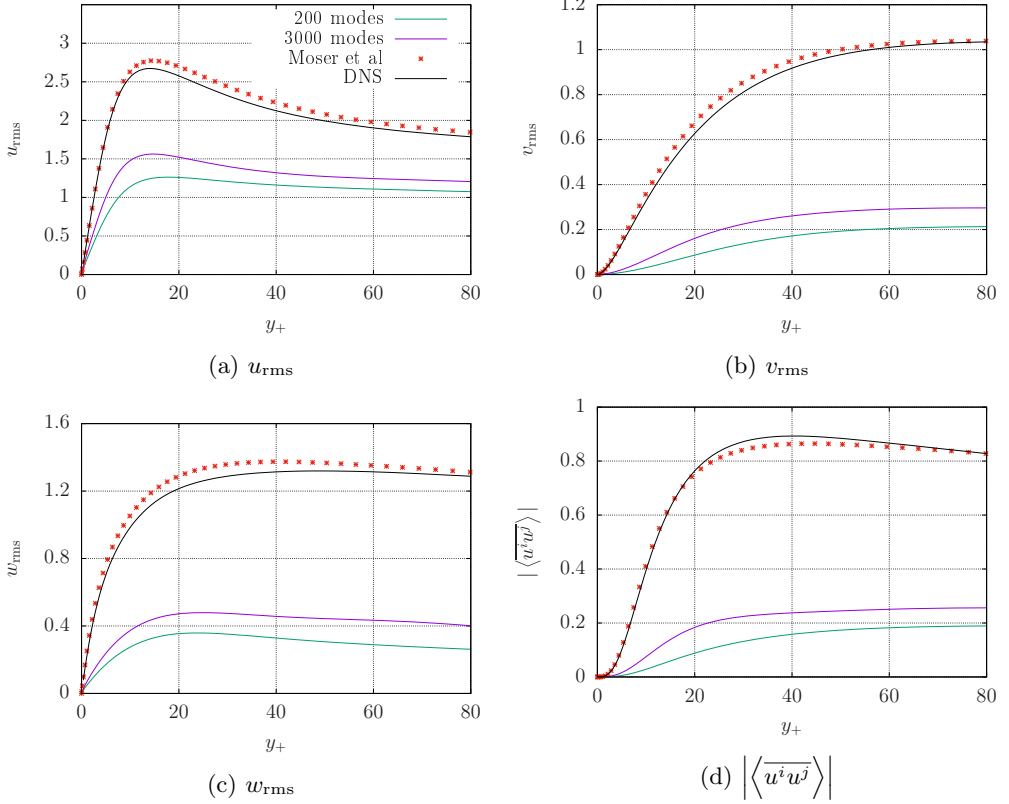 200 modes
3000 modes
Moser et al
DNS
u_rms
3
2.5
2
1.5
1
0.5
0
0 20 40 60 80
y_+
(a) u_rms
v_rms
1.2
1
0.8
0.6
0.4
0.2
0
0 20 40 60 80
y_+
(b) v_rms
w_rms
1.6
1.2
0.8
0.4
0
0 20 40 60 80
y_+
(c) w_rms
| ⟨\overline{u^i u^j}⟩ |
1
0.8
0.6
0.4
0.2
0
0 20 40 60 80
y_+
(d) |⟨\overline{u^i u^j}⟩|